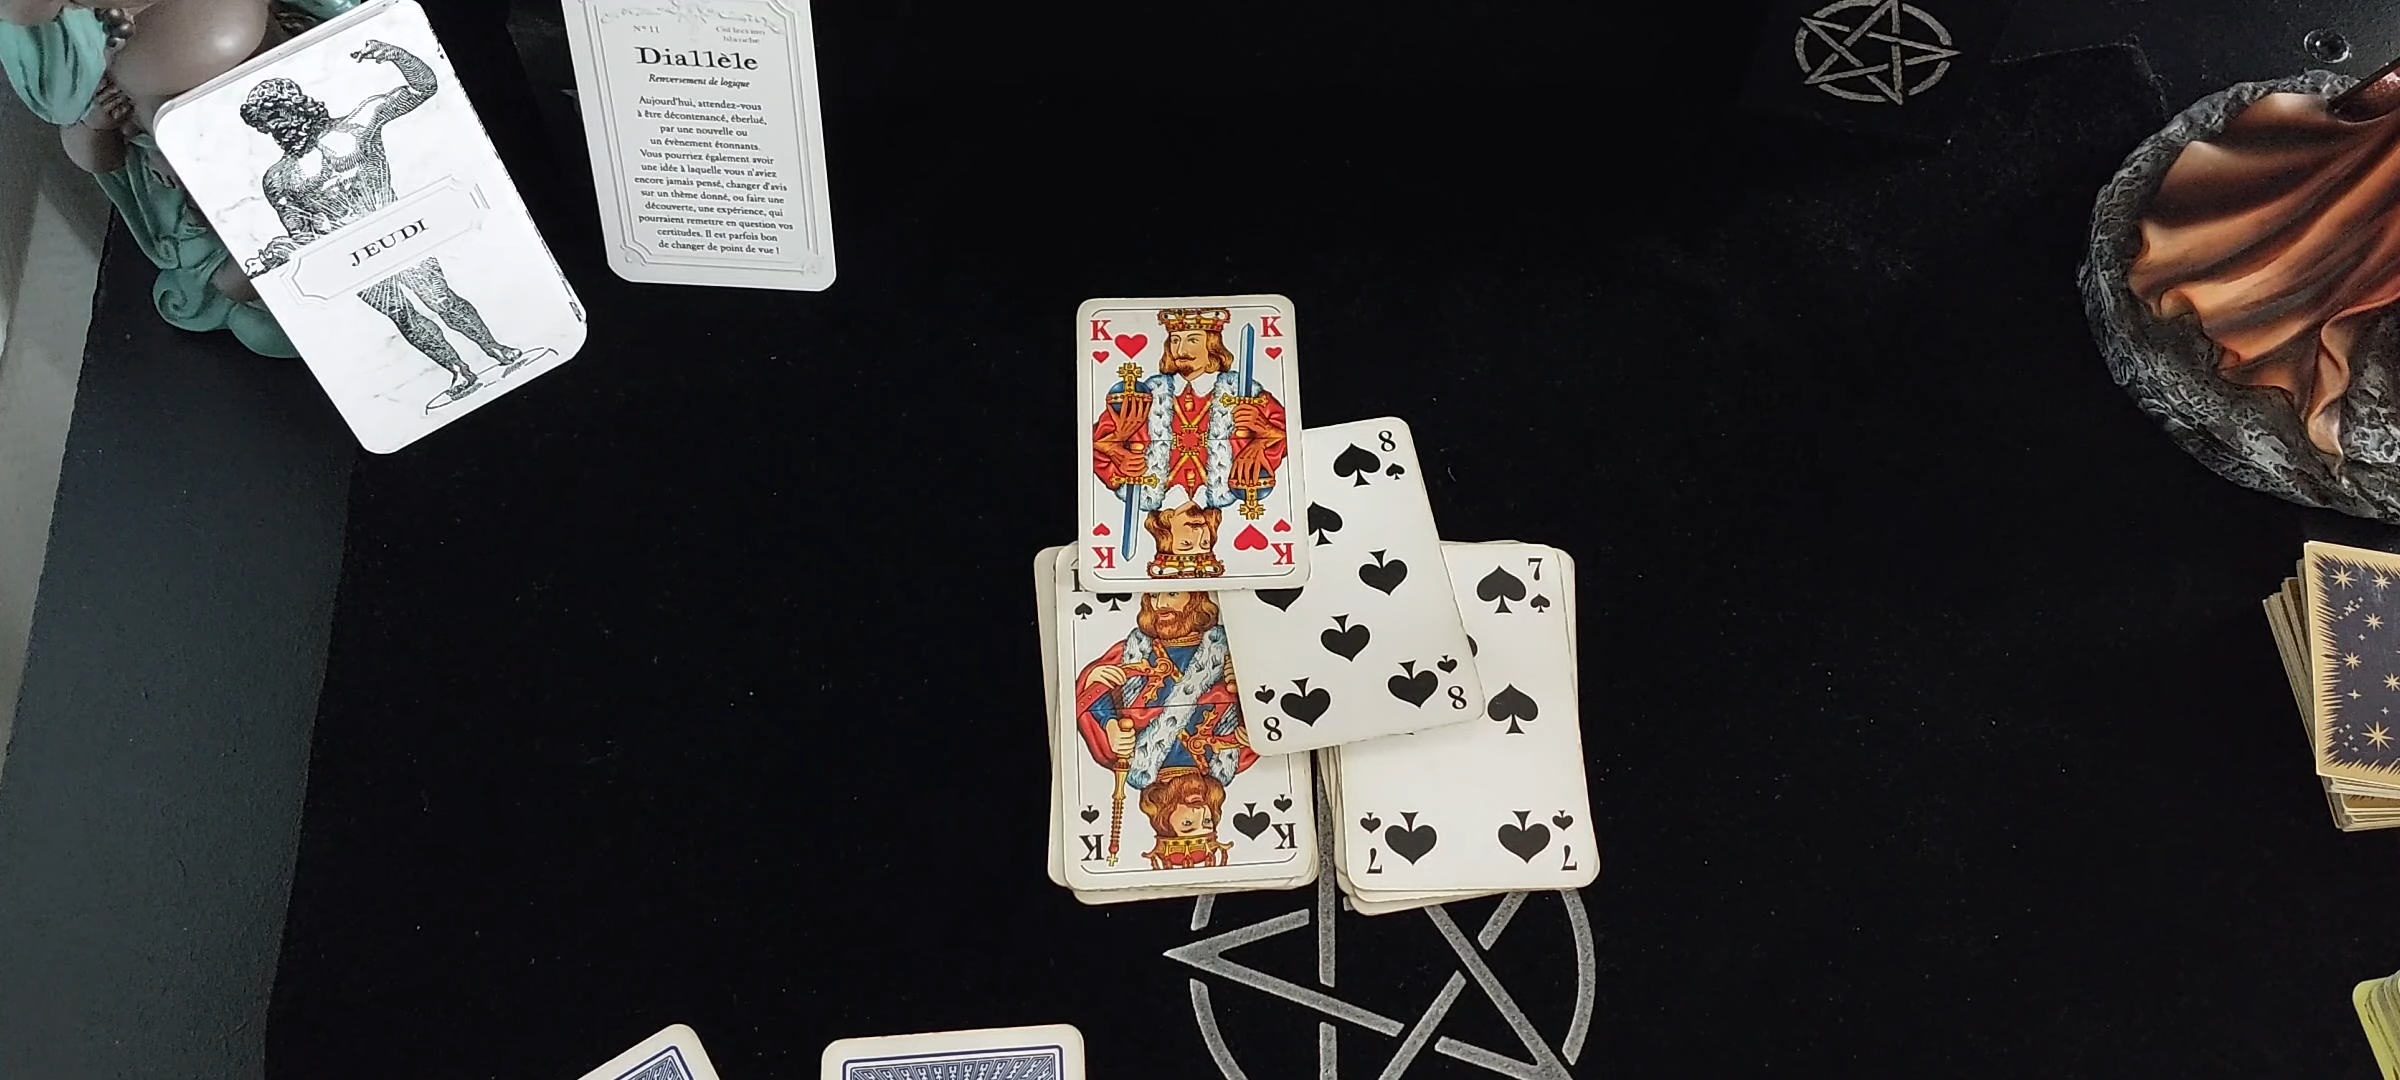 JEUDI
N° 11
Collection
blanche
Diallèle
Renversement de logique
Aujourd'hui, attendez-vous
à être décontenancé, éberlué,
par une nouvelle ou
un évènement étonnants.
Vous pourriez également avoir
une idée à laquelle vous n'aviez
encore jamais pensé, changer d'avis
sur un thème donné, ou faire une
découverte, une expérience, qui
pourraient remettre en question vos
certitudes. Il est parfois bon
de changer de point de vue !
K K
K K
8
8 8
7
7 7
K K